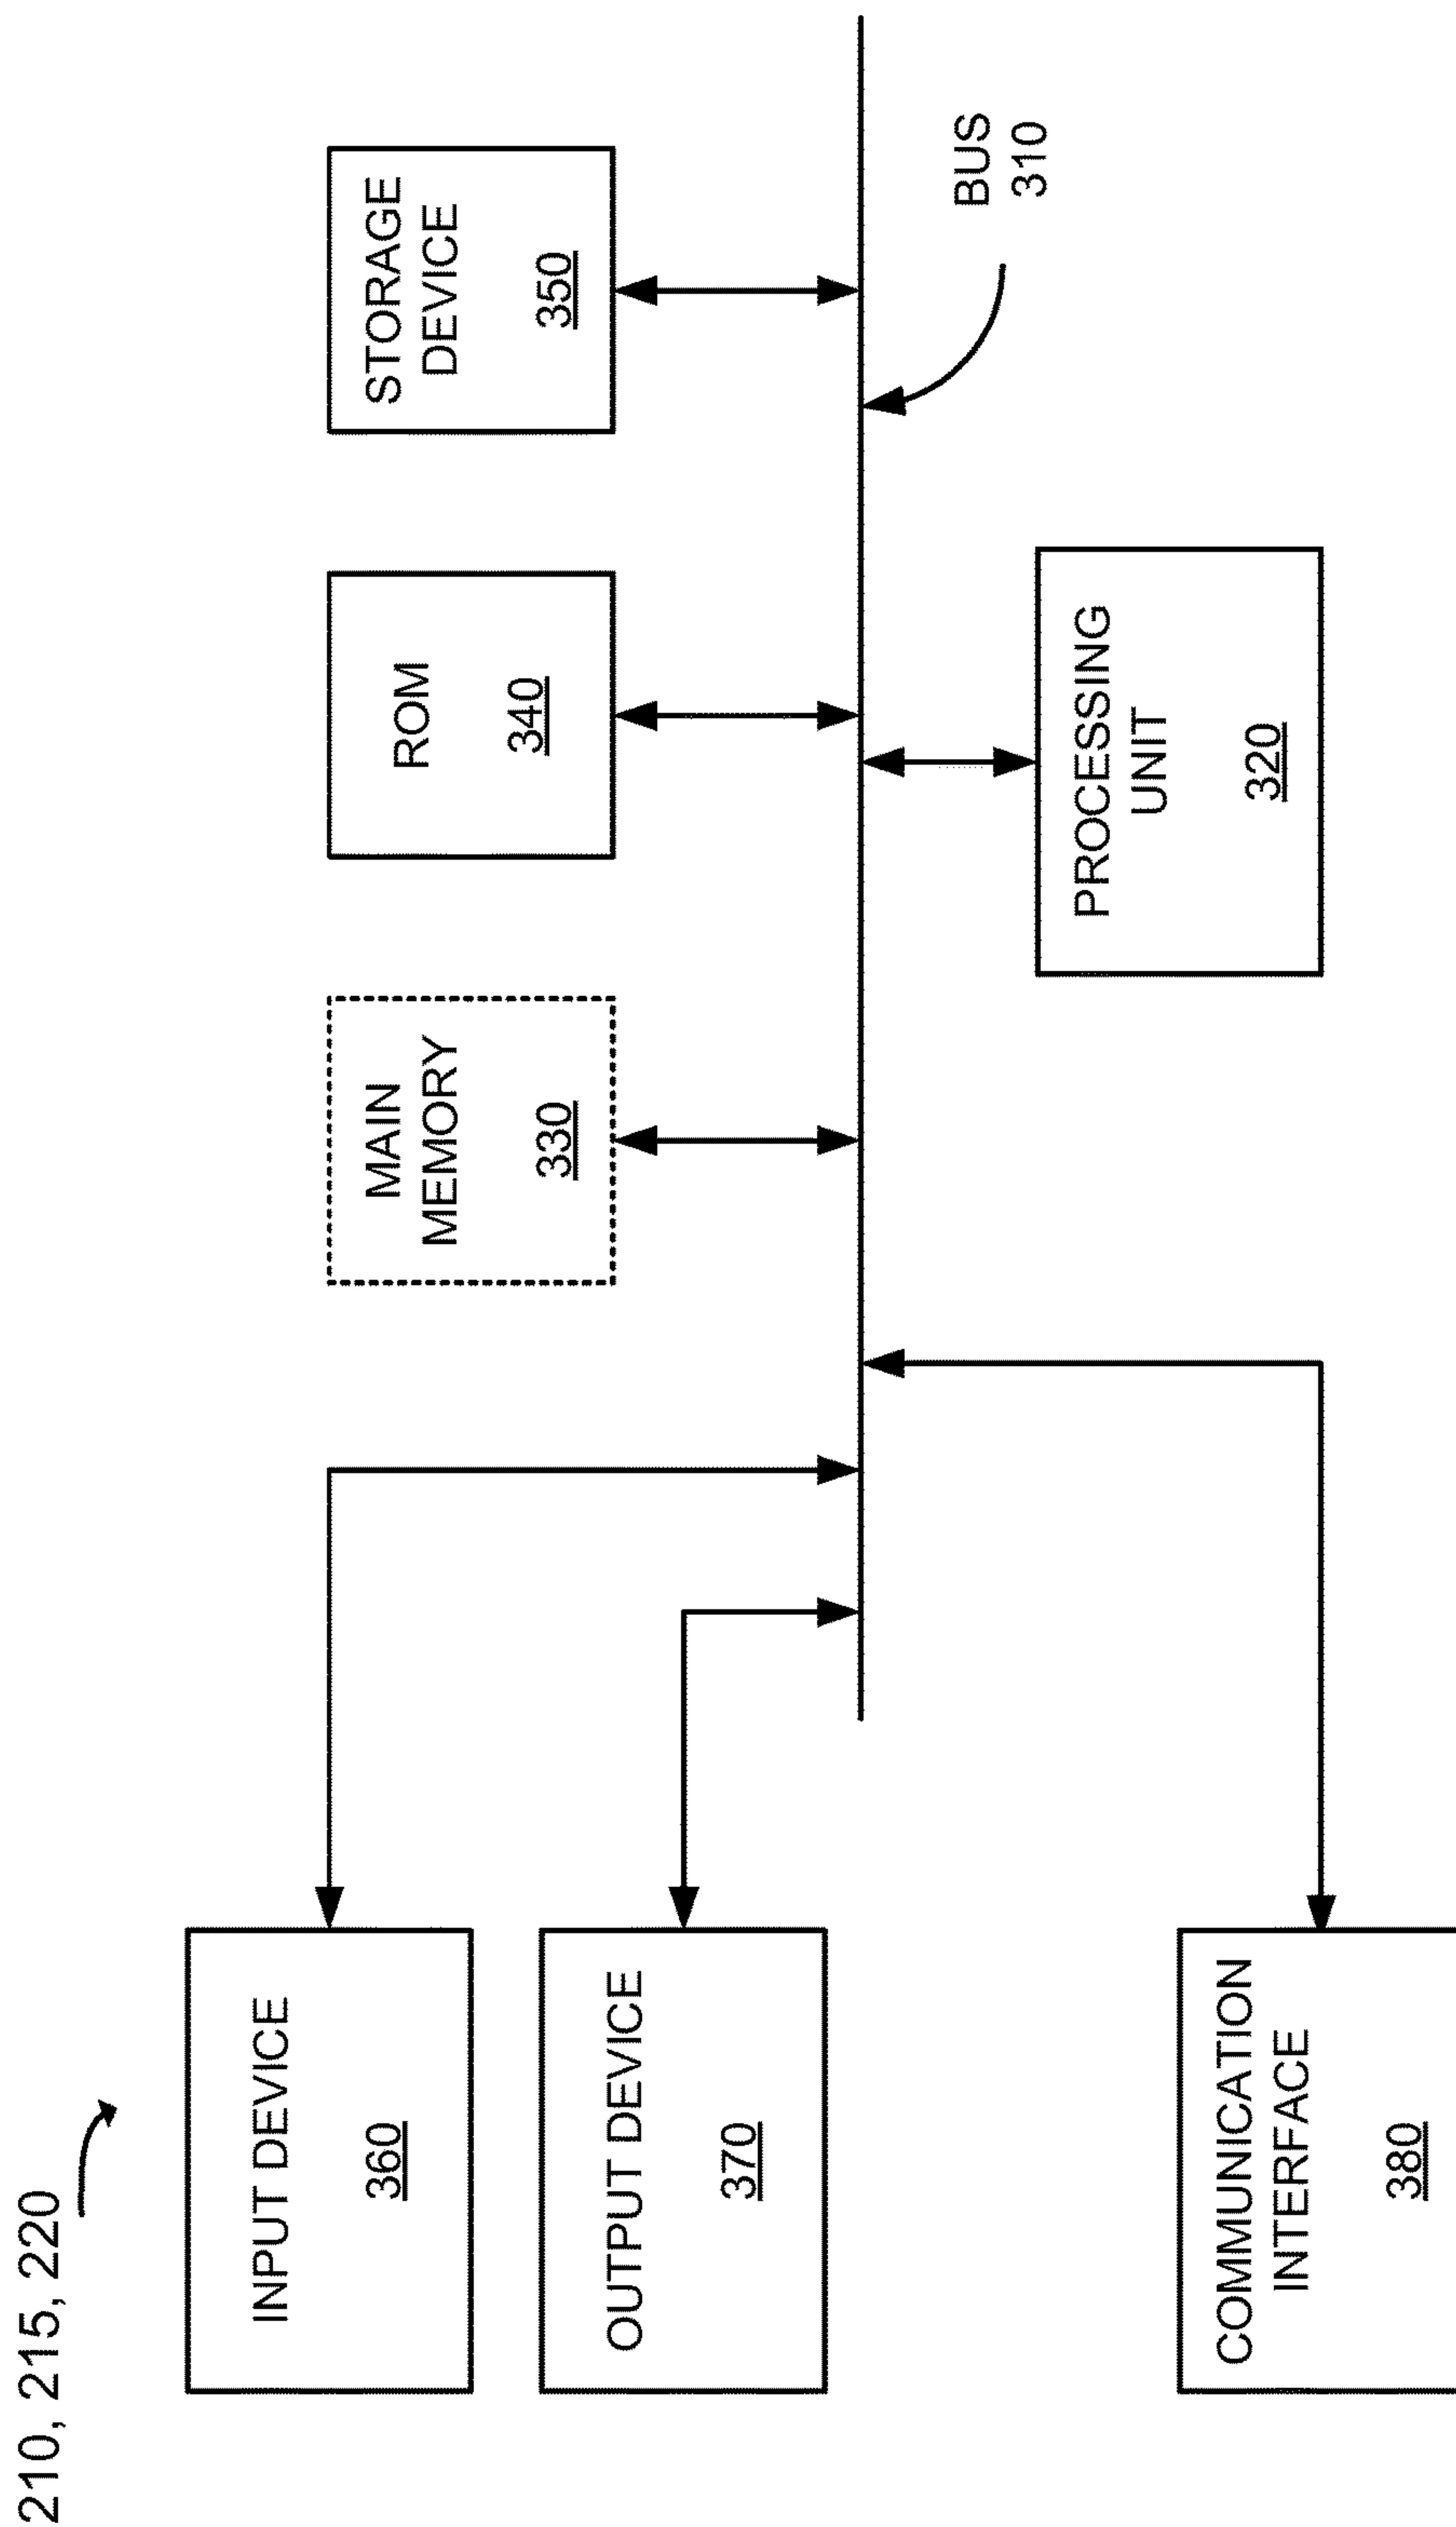 210, 215, 220
INPUT DEVICE
360
OUTPUT DEVICE
370
COMMUNICATION
INTERFACE
380
MAIN
MEMORY
330
ROM
340
STORAGE
DEVICE
350
PROCESSING
UNIT
320
BUS
310